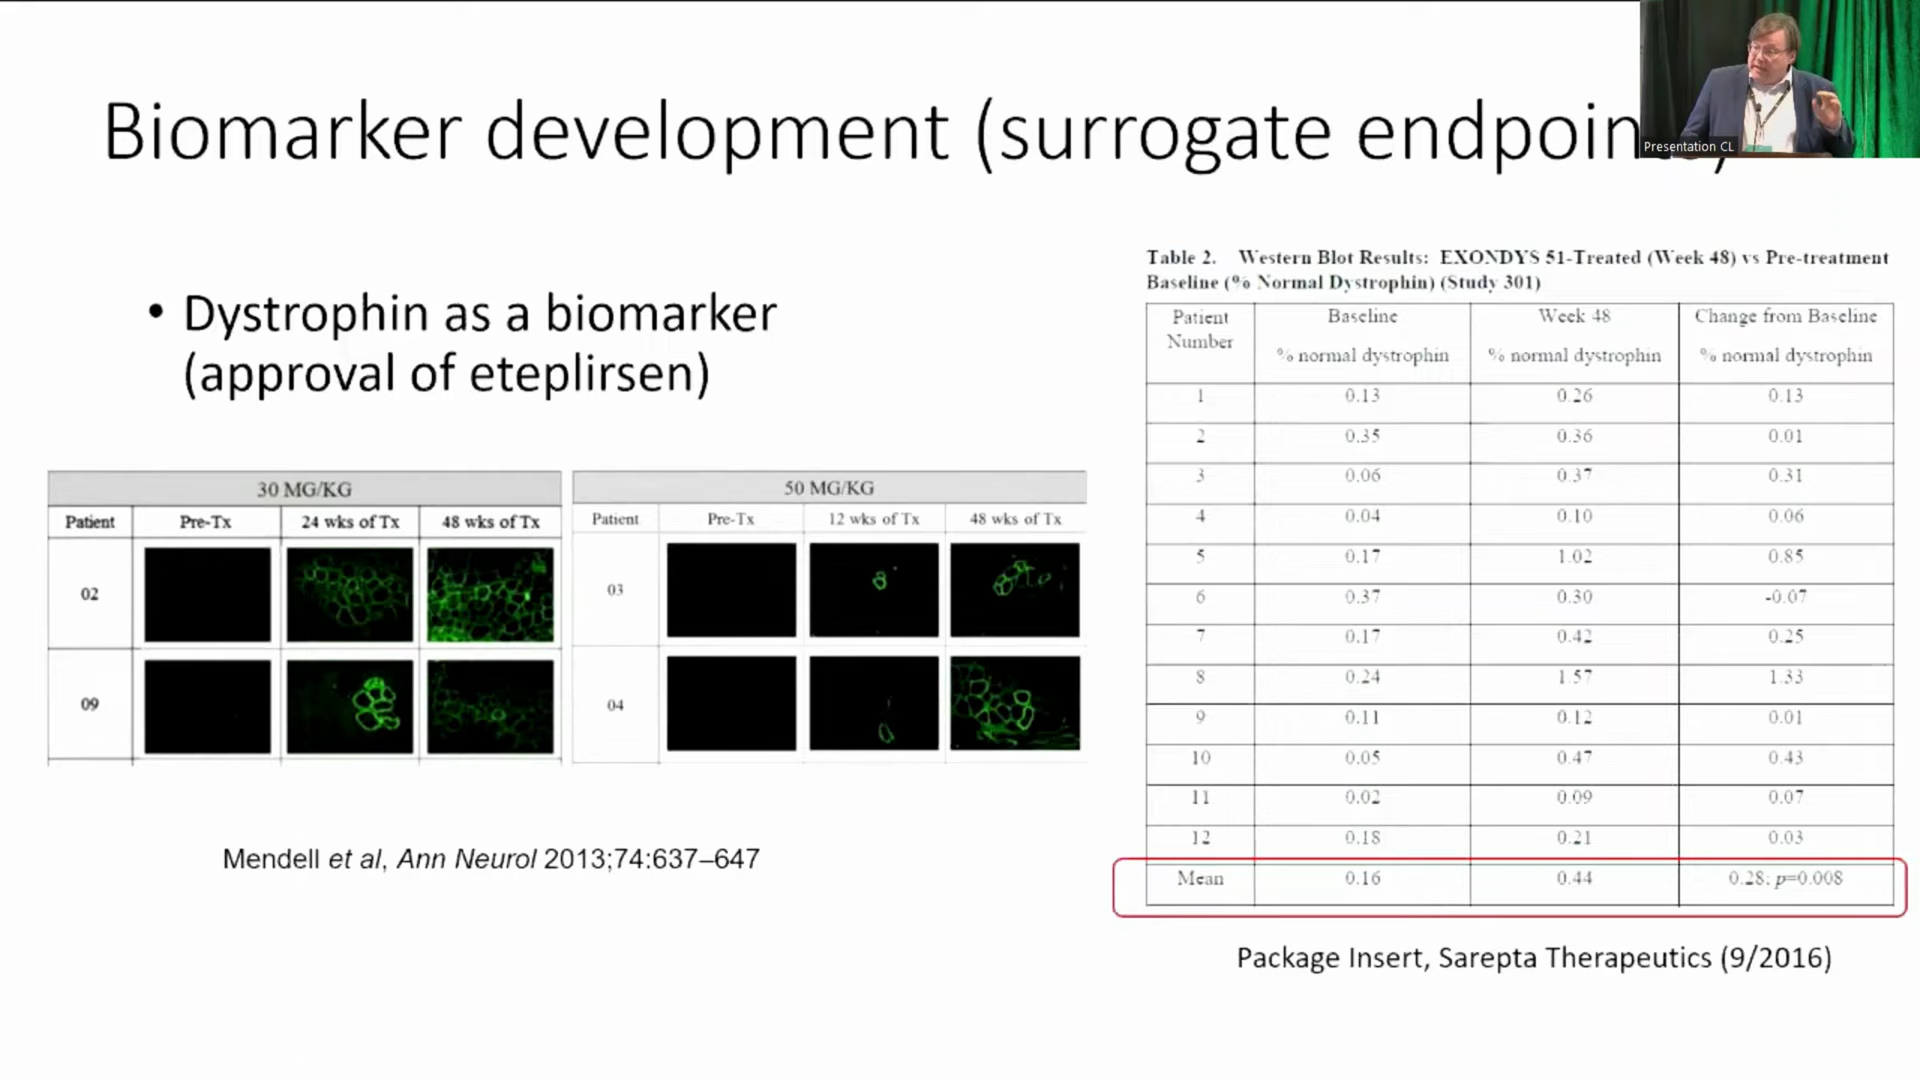 Biomarker development (surrogate
Presentation CL
• Dystrophin as a biomarker
(approval of eteplirsen)
30 MG/KG
Patient Pre-Tx 24 wks of Tx 48 wks of Tx
02
09
50 MG/KG
Patient Pre-Tx 12 wks of Tx 48 wks of Tx
03
04
Mendell et al, Ann Neurol 2013;74:637–647
Table 2. Western Blot Results: EXONDYS 51-Treated (Week 48) vs Pre-treatment
Baseline (% Normal Dystrophin) (Study 301)
Patient Number Baseline % normal dystrophin Week 48 % normal dystrophin Change from Baseline % normal dystrophin
1 0.13 0.26 0.13
2 0.35 0.36 0.01
3 0.06 0.37 0.31
4 0.04 0.10 0.06
5 0.17 1.02 0.85
6 0.37 0.30 -0.07
7 0.17 0.42 0.25
8 0.24 1.57 1.33
9 0.11 0.12 0.01
10 0.05 0.47 0.43
11 0.02 0.09 0.07
12 0.18 0.21 0.03
Mean 0.16 0.44 0.28; p=0.008
Package Insert, Sarepta Therapeutics (9/2016)